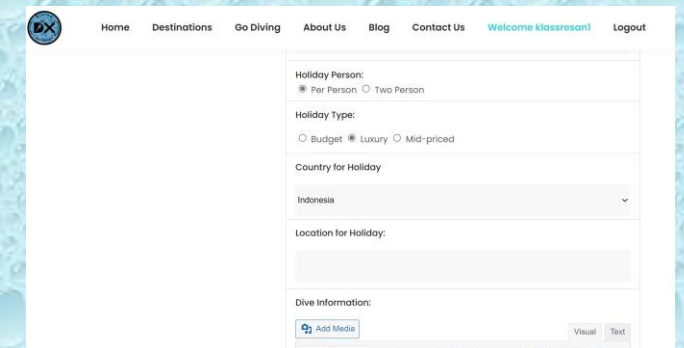 DX
Home Destinations Go Diving About Us Blog Contact Us Welcome klassresan1 Logout
Holiday Person:
Per Person Two Person
Holiday Type:
Budget Luxury Mid-priced
Country for Holiday
Indonesia
Location for Holiday:
Dive Information:
Add Media Visual Text